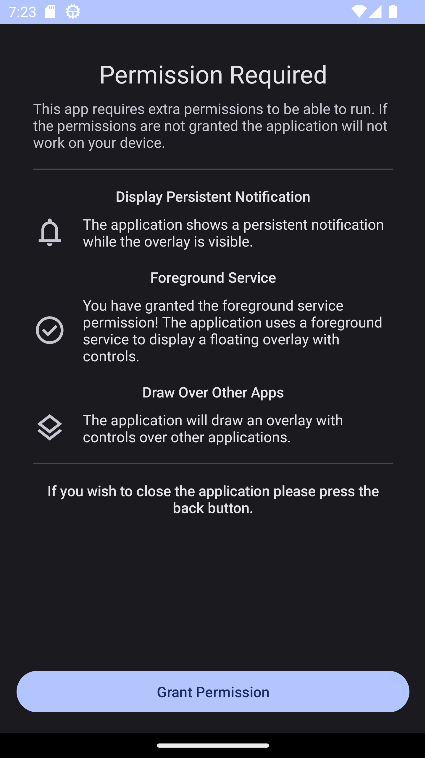 7:23
Permission Required
This app requires extra permissions to be able to run. If
the permissions are not granted the application will not
work on your device.
Display Persistent Notification
The application shows a persistent notification
while the overlay is visible.
Foreground Service
You have granted the foreground service
permission! The application uses a foreground
service to display a floating overlay with
controls.
Draw Over Other Apps
The application will draw an overlay with
controls over other applications.
If you wish to close the application please press the
back button.
Grant Permission